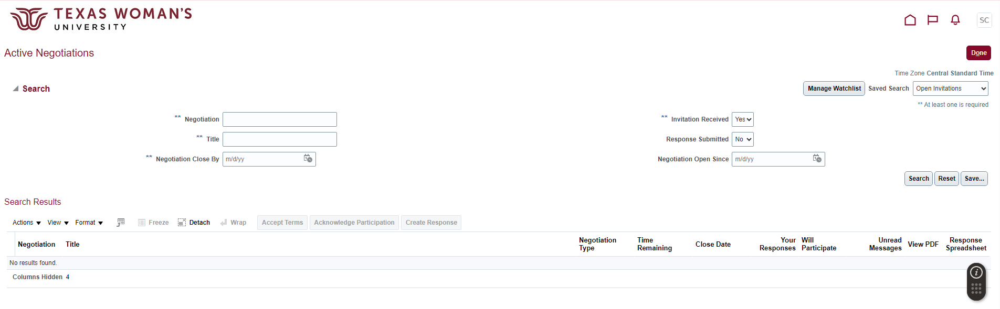 TEXAS WOMAN'S
UNIVERSITY
SC
Active Negotiations
Done
Time Zone Central Standard Time
Search
Manage Watchlist Saved Search Open Invitations
** At least one is required
** Negotiation
** Invitation Received Yes
** Title
Response Submitted No
** Negotiation Close By m/d/yy
Negotiation Open Since m/d/yy
Search Reset Save...
Search Results
Actions View Format Freeze Detach Wrap Accept Terms Acknowledge Participation Create Response
Negotiation Title Negotiation Type Time Remaining Close Date Your Responses Will Participate Unread Messages View PDF Response Spreadsheet
No results found.
Columns Hidden 4